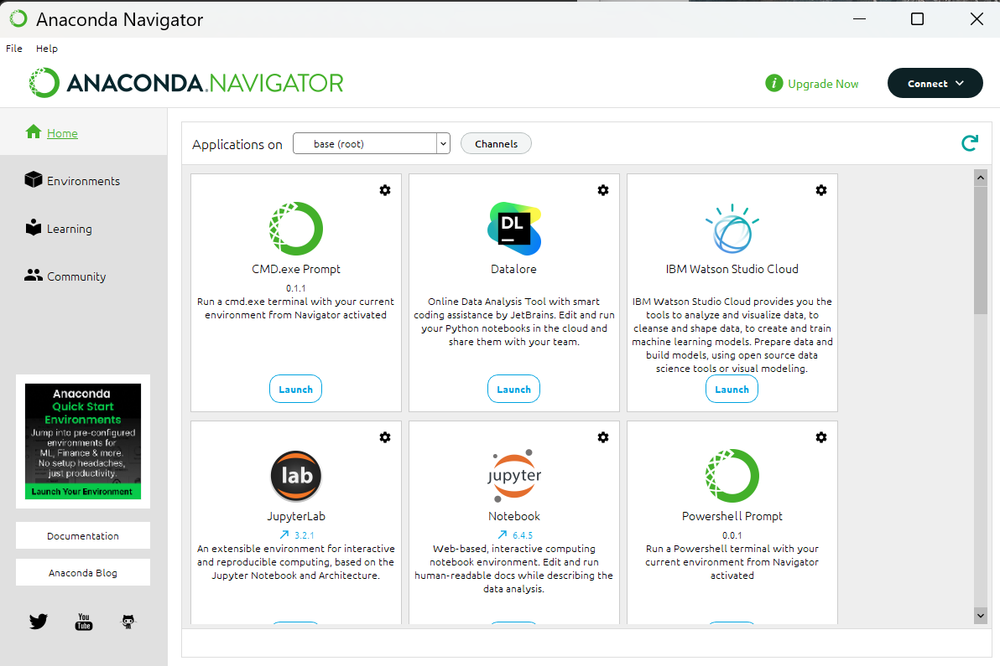 Anaconda Navigator
File Help
ANACONDA.NAVIGATOR
i Upgrade Now
Connect
Home
Environments
Learning
Community
Anaconda
Quick Start
Environments
Jump into pre-configured
environments for
ML, Finance & more.
No setup headaches,
just productivity.
Launch Your Environment
Documentation
Anaconda Blog
You
Tube
Applications on base (root) Channels
CMD.exe Prompt
0.1.1
Run a cmd.exe terminal with your current
environment from Navigator activated
Launch
DL
Datalore
Online Data Analysis Tool with smart
coding assistance by JetBrains. Edit and run
your Python notebooks in the cloud and
share them with your team.
Launch
IBM Watson Studio Cloud
IBM Watson Studio Cloud provides you the
tools to analyze and visualize data, to
cleanse and shape data, to create and train
machine learning models. Prepare data and
build models, using open source data
science tools or visual modeling.
Launch
lab
JupyterLab
3.2.1
An extensible environment for interactive
and reproducible computing, based on the
Jupyter Notebook and Architecture.
jupyter
Notebook
6.4.5
Web-based, interactive computing
notebook environment. Edit and run
human-readable docs while describing the
data analysis.
Powershell Prompt
0.0.1
Run a Powershell terminal with your
current environment from Navigator
activated